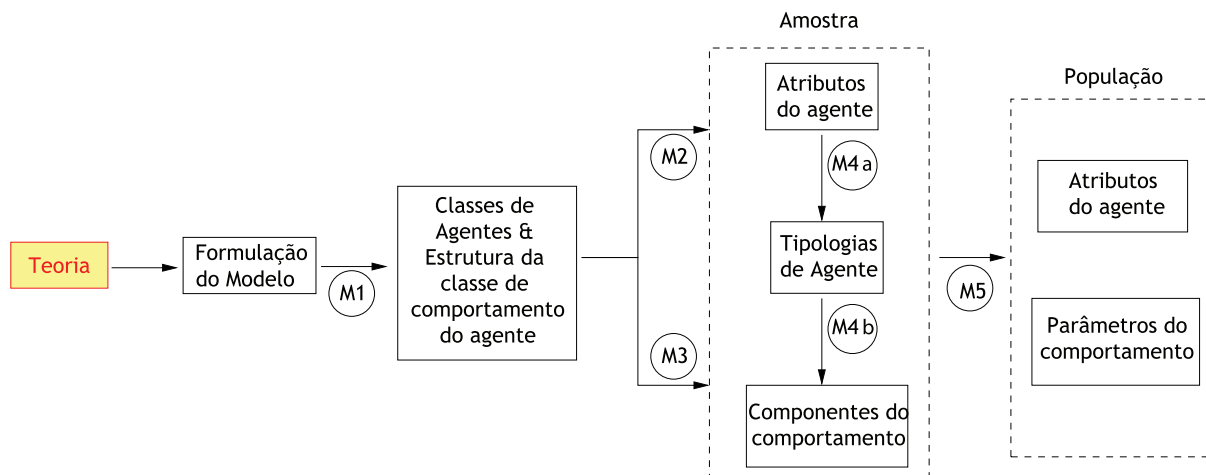 Amostra
População
Atributos
do agente
M2
M4 a
Atributos
do agente
Classes de
Agentes &
Estrutura da
classe de
comportamento
do agente
Teoria
Formulação
do Modelo
M1
Tipologias
de Agente
M5
M3
M4 b
Parâmetros do
comportamento
Componentes do
comportamento